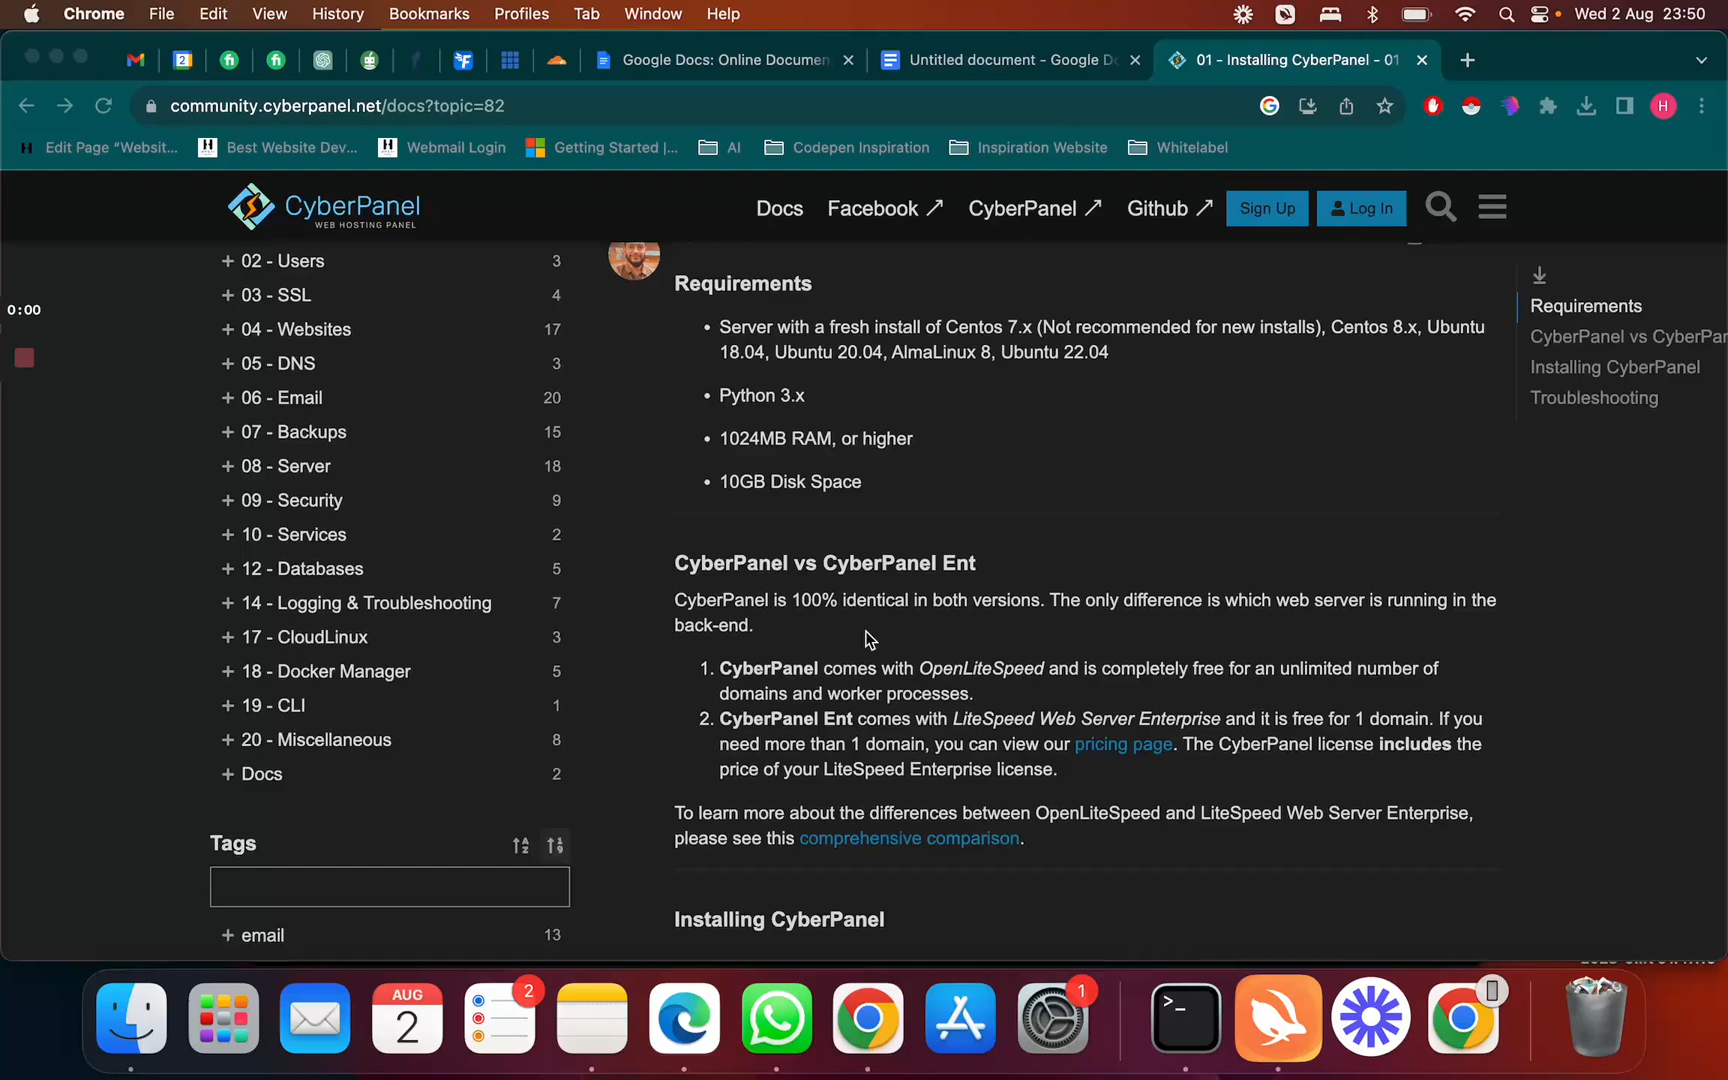 Chrome File Edit View History Bookmarks Profiles Tab Window Help Wed 2 Aug 23:50
Google Docs: Online Documen Untitled document - Google Do 01 - Installing CyberPanel - 01
community.cyberpanel.net/docs?topic=82
H
Edit Page “Websit... Best Website Dev... Webmail Login Getting Started |... AI Codepen Inspiration Inspiration Website Whitelabel
CyberPanel
WEB HOSTING PANEL
Docs Facebook CyberPanel Github Sign Up Log In
0:00
+ 02 - Users 3
+ 03 - SSL 4
+ 04 - Websites 17
+ 05 - DNS 3
+ 06 - Email 20
+ 07 - Backups 15
+ 08 - Server 18
+ 09 - Security 9
+ 10 - Services 2
+ 12 - Databases 5
+ 14 - Logging & Troubleshooting 7
+ 17 - CloudLinux 3
+ 18 - Docker Manager 5
+ 19 - CLI 1
+ 20 - Miscellaneous 8
+ Docs 2
Tags
+ email 13
Requirements
• Server with a fresh install of Centos 7.x (Not recommended for new installs), Centos 8.x, Ubuntu
18.04, Ubuntu 20.04, AlmaLinux 8, Ubuntu 22.04
• Python 3.x
• 1024MB RAM, or higher
• 10GB Disk Space
CyberPanel vs CyberPanel Ent
CyberPanel is 100% identical in both versions. The only difference is which web server is running in the
back-end.
1. CyberPanel comes with OpenLiteSpeed and is completely free for an unlimited number of
domains and worker processes.
2. CyberPanel Ent comes with LiteSpeed Web Server Enterprise and it is free for 1 domain. If you
need more than 1 domain, you can view our pricing page. The CyberPanel license includes the
price of your LiteSpeed Enterprise license.
To learn more about the differences between OpenLiteSpeed and LiteSpeed Web Server Enterprise,
please see this comprehensive comparison.
Installing CyberPanel
Requirements
CyberPanel vs CyberPan
Installing CyberPanel
Troubleshooting
AUG
2
2
1